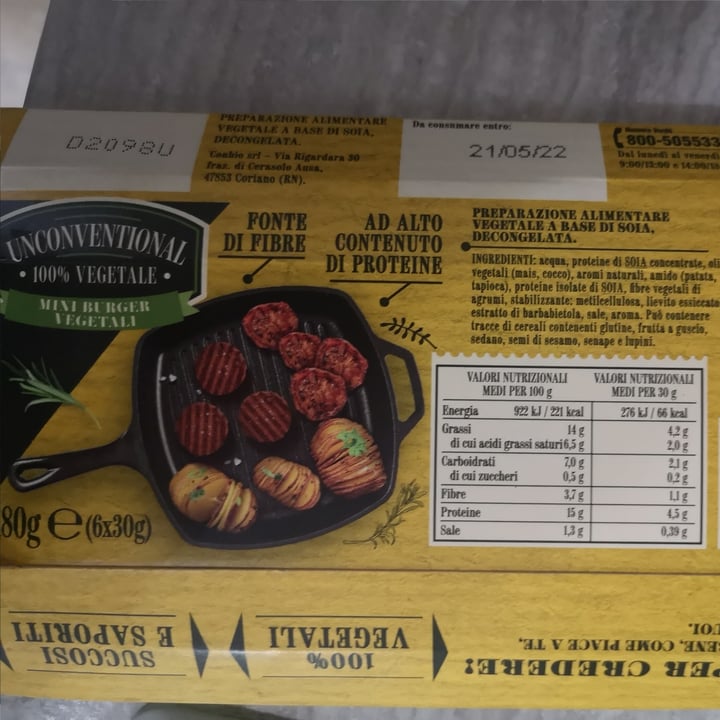 D2098U
PREPARAZIONE ALIMENTARE
VEGETALE A BASE DI SOIA,
DECONGELATA.
Gambio srl - Via Rigardara 30
fraz. di Cerasolo Ausa,
47853 Coriano (RN).
Da consumare entro:
21/05/22
Numero Verde
800-505533
Dal lunedì al venerdì
UNCONVENTIONAL
• 100% VEGETALE •
MINI BURGER
VEGETALI
FONTE
DI FIBRE
AD ALTO
CONTENUTO
DI PROTEINE
PREPARAZIONE ALIMENTARE
VEGETALE A BASE DI SOIA,
DECONGELATA.
INGREDIENTI: acqua, proteine di SOIA concentrate, oli
vegetali (mais, cocco), aromi naturali, amido (patata,
tapioca), proteine isolate di SOIA, fibre vegetali di
agrumi, stabilizzante: metilcellulosa, lievito essiccato
estratto di barbabietola, sale, aroma. Può contenere
tracce di cereali contenenti glutine, frutta a guscio,
sedano, semi di sesamo, senape e lupini.
VALORI NUTRIZIONALI MEDI PER 100 g
VALORI NUTRIZIONALI MEDI PER 30 g
Energia 922 kJ / 221 kcal 276 kJ / 66 kcal
Grassi 14 g 4,2 g
di cui acidi grassi saturi 6,5 g 2,0 g
Carboidrati 7,0 g 2,1 g
di cui zuccheri 0,5 g 0,2 g
Fibre 3,7 g 1,1 g
Proteine 15 g 4,5 g
Sale 1,3 g 0,39 g
80g e (6x30g)
SUCCOSI
E SAPORITI
100%
VEGETALI
PER CREDERE!
ENE, COME PIACE A TE,
UOI.